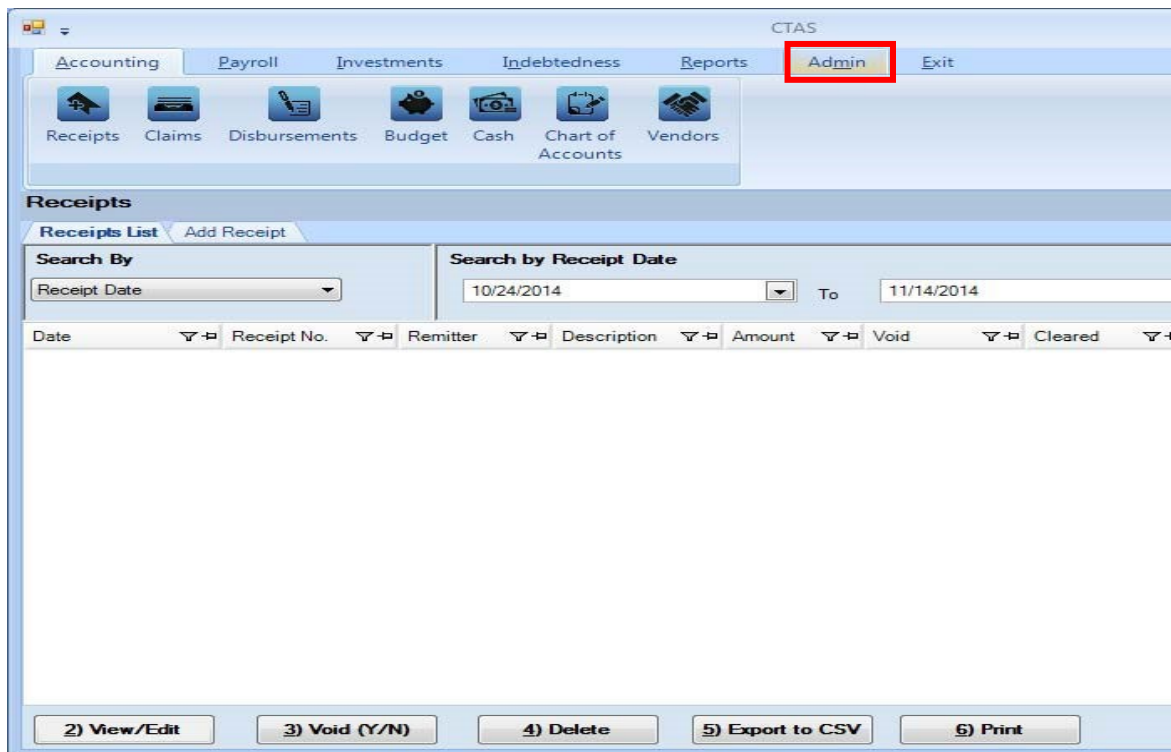 CTAS
Accounting Payroll Investments Indebtedness Reports Admin Exit
Receipts Claims Disbursements Budget Cash Chart of Accounts Vendors
Receipts
Receipts List Add Receipt
Search By Search by Receipt Date
Receipt Date 10/24/2014 To 11/14/2014
Date Receipt No. Remitter Description Amount Void Cleared
2) View/Edit 3) Void (Y/N) 4) Delete 5) Export to CSV 6) Print